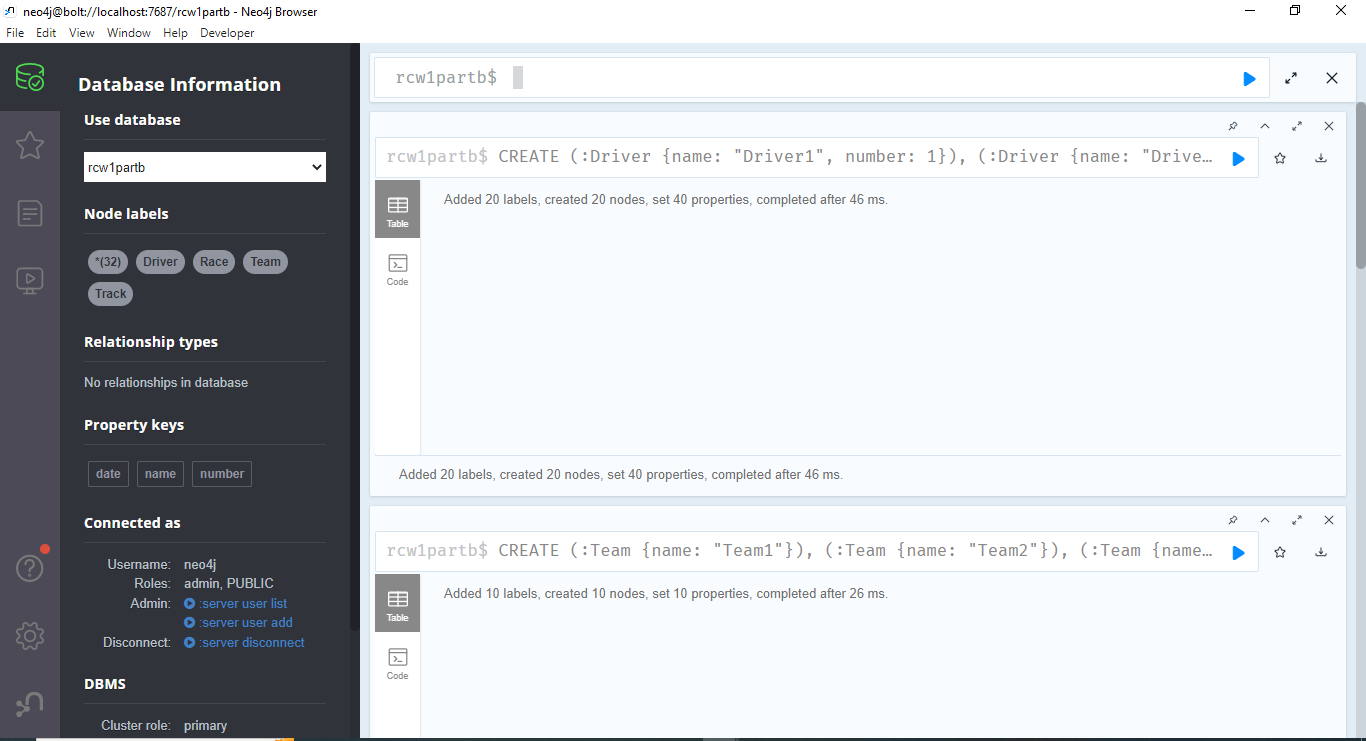 neo4j@bolt://localhost:7687/rcw1partb - Neo4j Browser
File Edit View Window Help Developer
Database Information
Use database
rcw1partb
Node labels
*(32) Driver Race Team
Track
Relationship types
No relationships in database
Property keys
date name number
Connected as
Username: neo4j
Roles: admin, PUBLIC
Admin: :server user list
:server user add
Disconnect: :server disconnect
DBMS
Cluster role: primary
rcw1partb$
rcw1partb$ CREATE (:Driver {name: "Driver1", number: 1}), (:Driver {name: "Drive…
Table
Code
Added 20 labels, created 20 nodes, set 40 properties, completed after 46 ms.
Added 20 labels, created 20 nodes, set 40 properties, completed after 46 ms.
rcw1partb$ CREATE (:Team {name: "Team1"}), (:Team {name: "Team2"}), (:Team {name…
Table
Code
Added 10 labels, created 10 nodes, set 10 properties, completed after 26 ms.